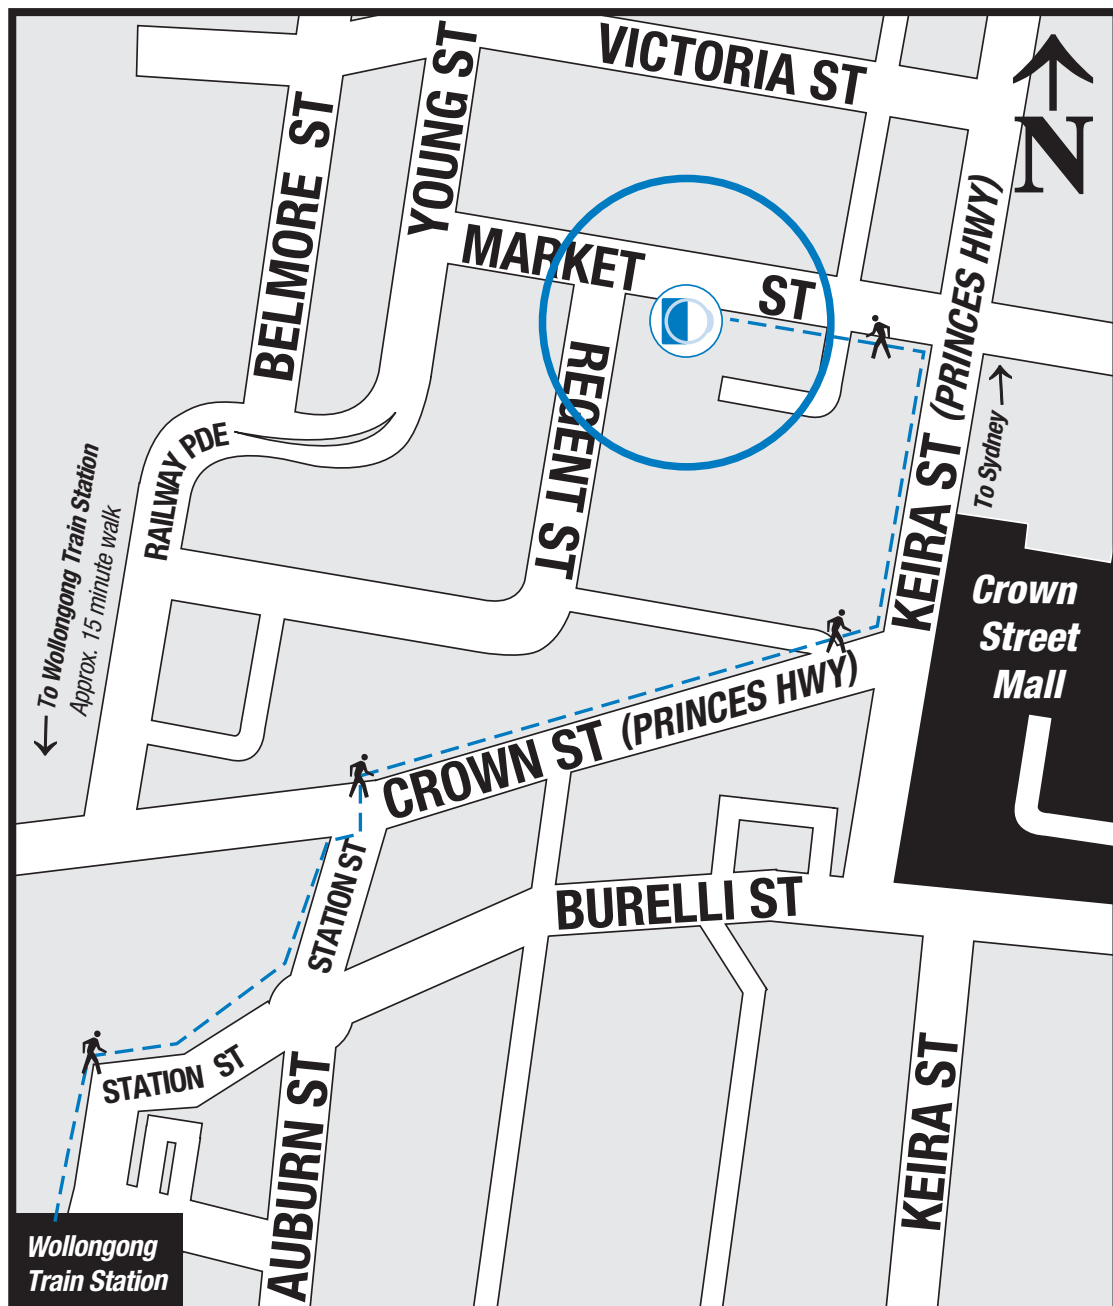 VICTORIA ST
N
YOUNG ST
BELMORE ST
MARKET ST
KEIRA ST (PRINCES HWY)
REGENT ST
To Sydney
RAILWAY PDE
To Wollongong Train Station
Approx. 15 minute walk
Crown
Street
Mall
CROWN ST (PRINCES HWY)
STATION ST
BURELLI ST
STATION ST
AUBURN ST
KEIRA ST
Wollongong
Train Station